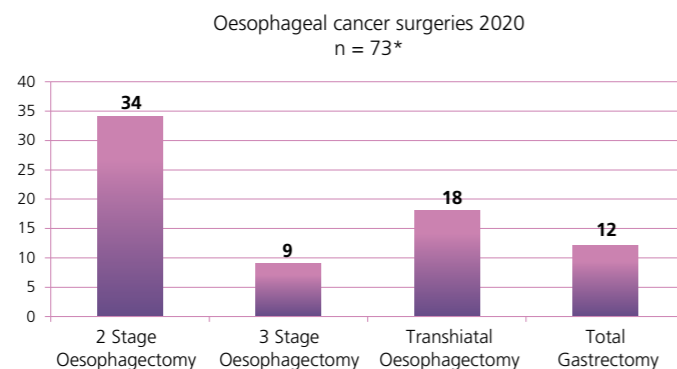 Oesophageal cancer surgeries 2020
n = 73*
40
35
30
25
20
15
10
5
0
34
9
18
12
2 Stage
Oesophagectomy
3 Stage
Oesophagectomy
Transhiatal
Oesophagectomy
Total
Gastrectomy